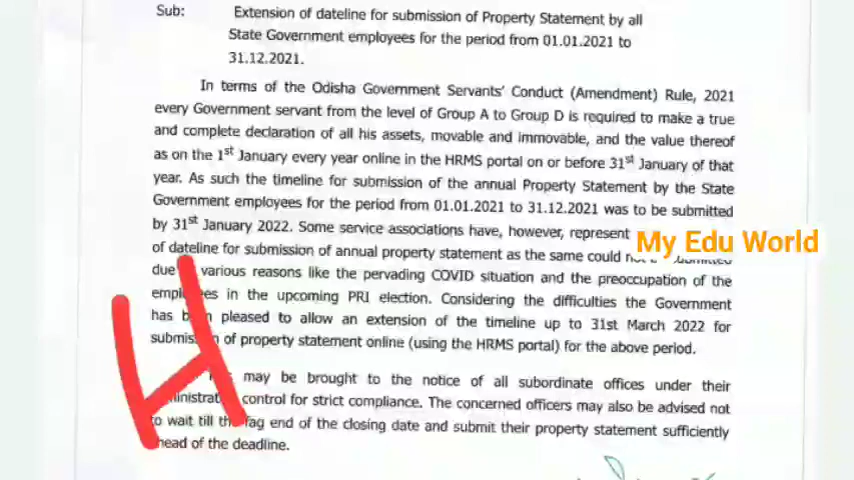 Sub: Extension of dateline for submission of Property Statement by all
State Government employees for the period from 01.01.2021 to
31.12.2021.
In terms of the Odisha Government Servants' Conduct (Amendment) Rule, 2021
every Government servant from the level of Group A to Group D is required to make a true
and complete declaration of all his assets, movable and immovable, and the value thereof
as on the 1st January every year online in the HRMS portal on or before 31st January of that
year. As such the timeline for submission of the annual Property Statement by the State
Government employees for the period from 01.01.2021 to 31.12.2021 was to be submitted
by 31st January 2022. Some service associations have, however, represent
My Edu World
of dateline for submission of annual property statement as the same could
due various reasons like the pervading COVID situation and the preoccupation of the
in the upcoming PRI election. Considering the difficulties the Government
has pleased to allow an extension of the timeline up to 31st March 2022 for
of property statement online (using the HRMS portal) for the above period.
may be brought to the notice of all subordinate offices under their
control for strict compliance. The concerned officers may also be advised not
to wait till fag end of the closing date and submit their property statement sufficiently
of the deadline.
H